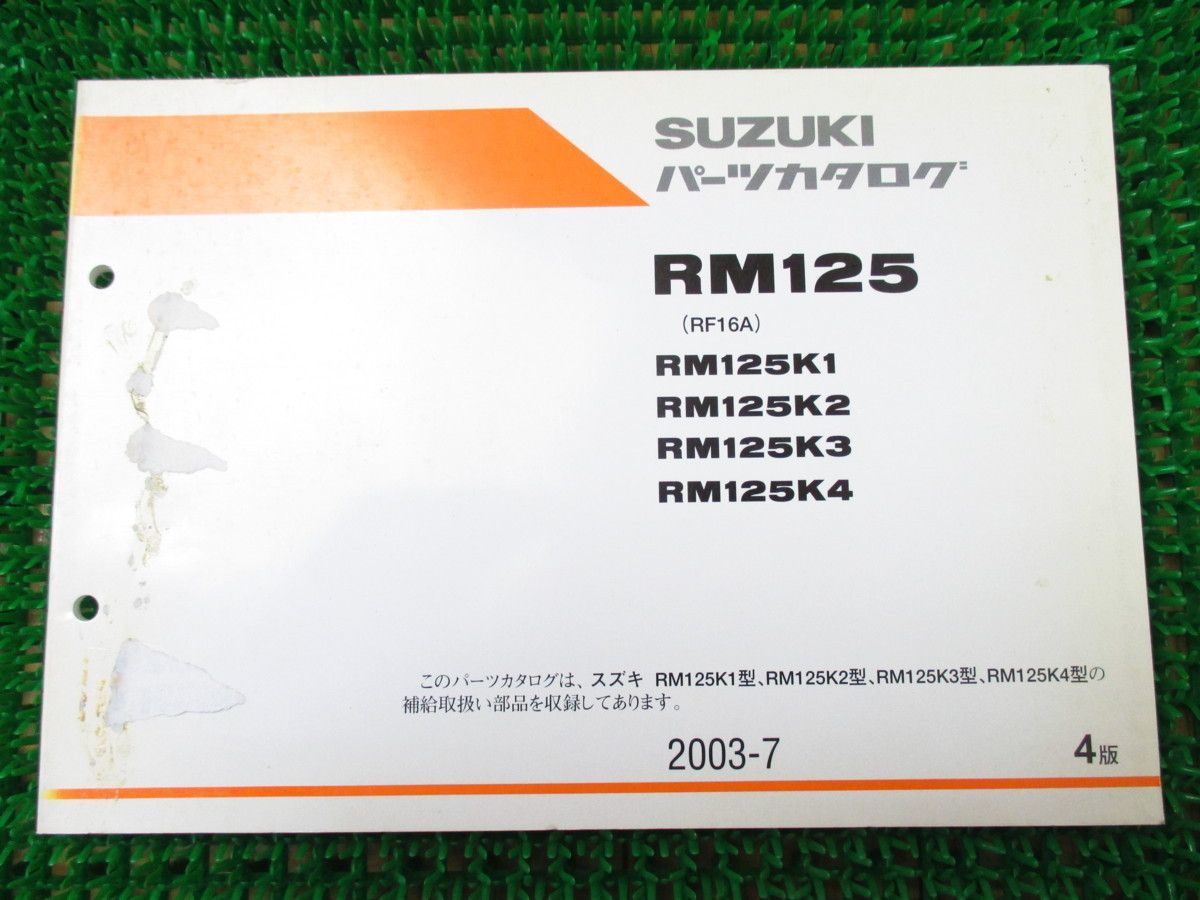 SUZUKI
パーツカタログ
RM125
（RF16A）
RM125K1
RM125K2
RM125K3
RM125K4
このパーツカタログは、スズキ RM125K1型、RM125K2型、RM125K3型、RM125K4型の
補給取扱い部品を収録してあります。
2003-7 4版